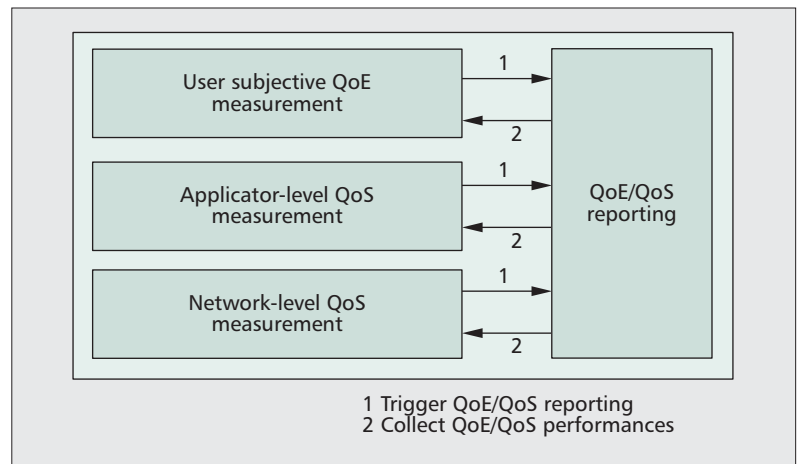 User subjective QoE
measurement
1
2
Applicator-level QoS
measurement
1
2
Network-level QoS
measurement
1
2
QoE/QoS
reporting
1 Trigger QoE/QoS reporting
2 Collect QoE/QoS performances